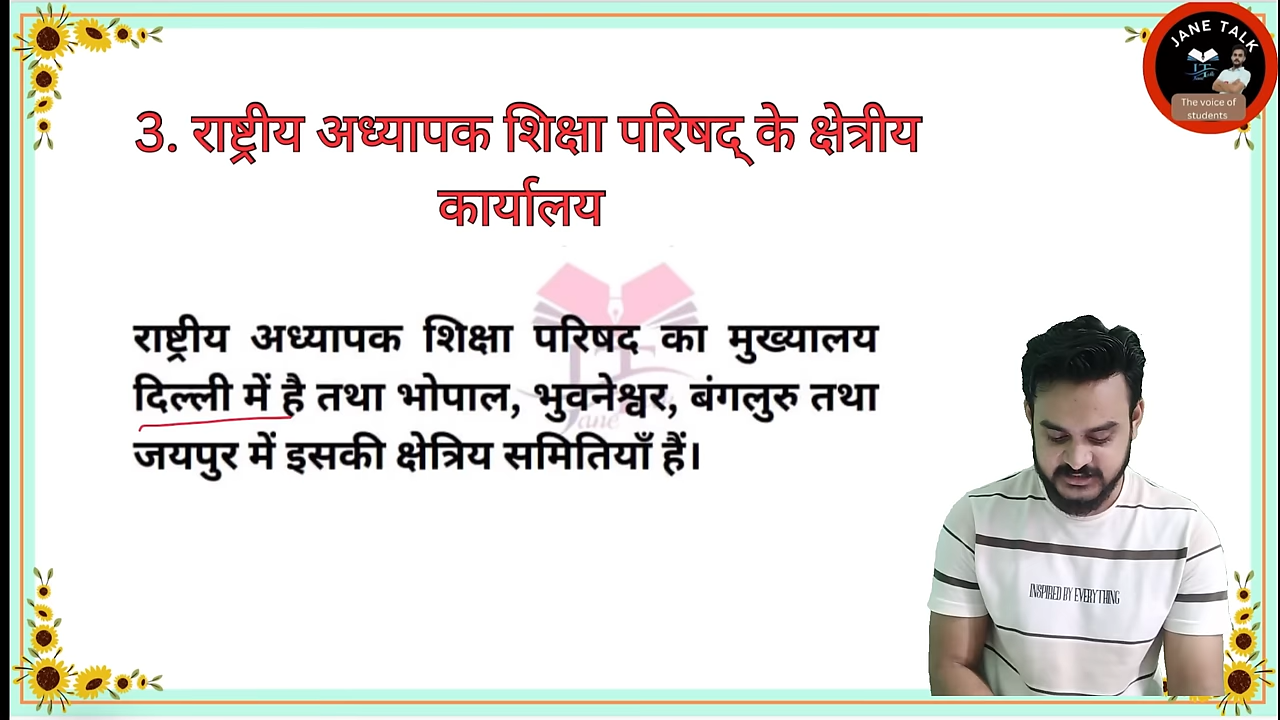 JANE TALK
The voice of
students
3. राष्ट्रीय अध्यापक शिक्षा परिषद् के क्षेत्रीय
कार्यालय
राष्ट्रीय अध्यापक शिक्षा परिषद का मुख्यालय
दिल्ली में है तथा भोपाल, भुवनेश्वर, बंगलुरु तथा
जयपुर में इसकी क्षेत्रिय समितियाँ हैं।
INSPIRED BY EVERYTHING